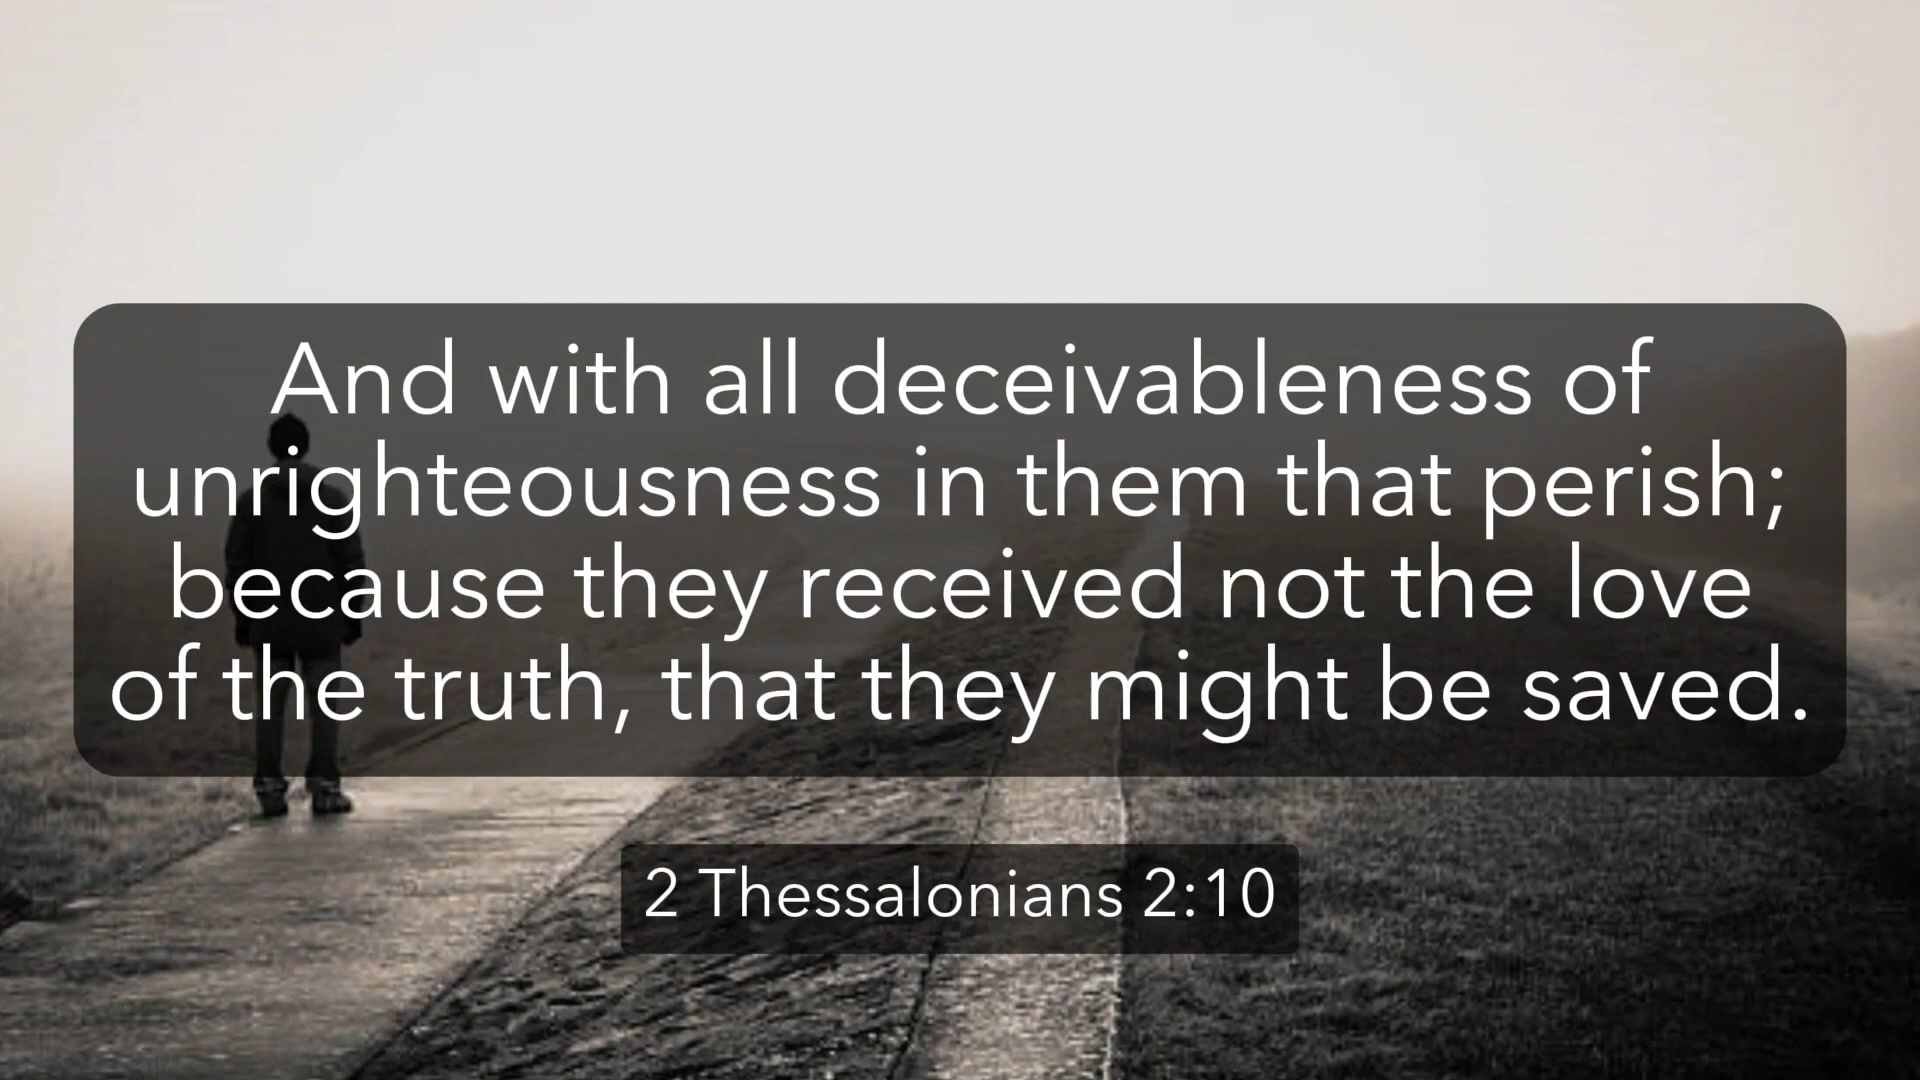 And with all deceivableness of
unrighteousness in them that perish;
because they received not the love
of the truth, that they might be saved.
2 Thessalonians 2:10